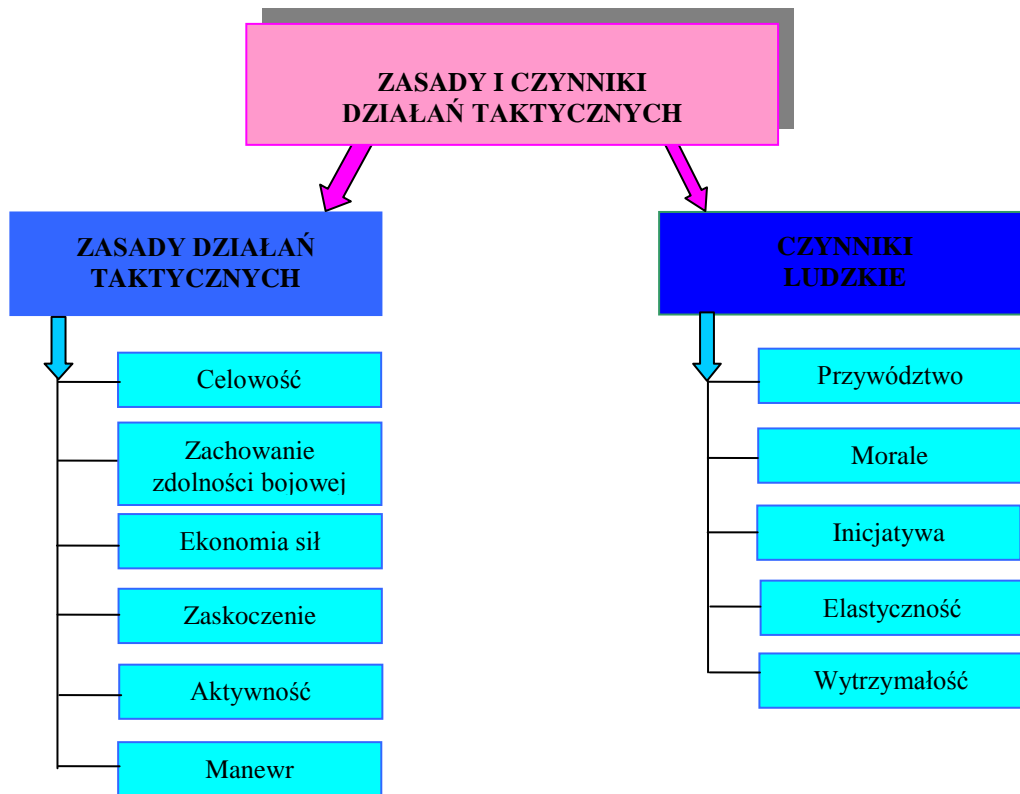 ZASADY I CZYNNIKI
DZIAŁAŃ TAKTYCZNYCH
ZASADY DZIAŁAŃ
TAKTYCZNYCH
Celowość
Zachowanie
zdolności bojowej
Ekonomia sił
Zaskoczenie
Aktywność
Manewr
CZYNNIKI
LUDZKIE
Przywództwo
Morale
Inicjatywa
Elastyczność
Wytrzymałość